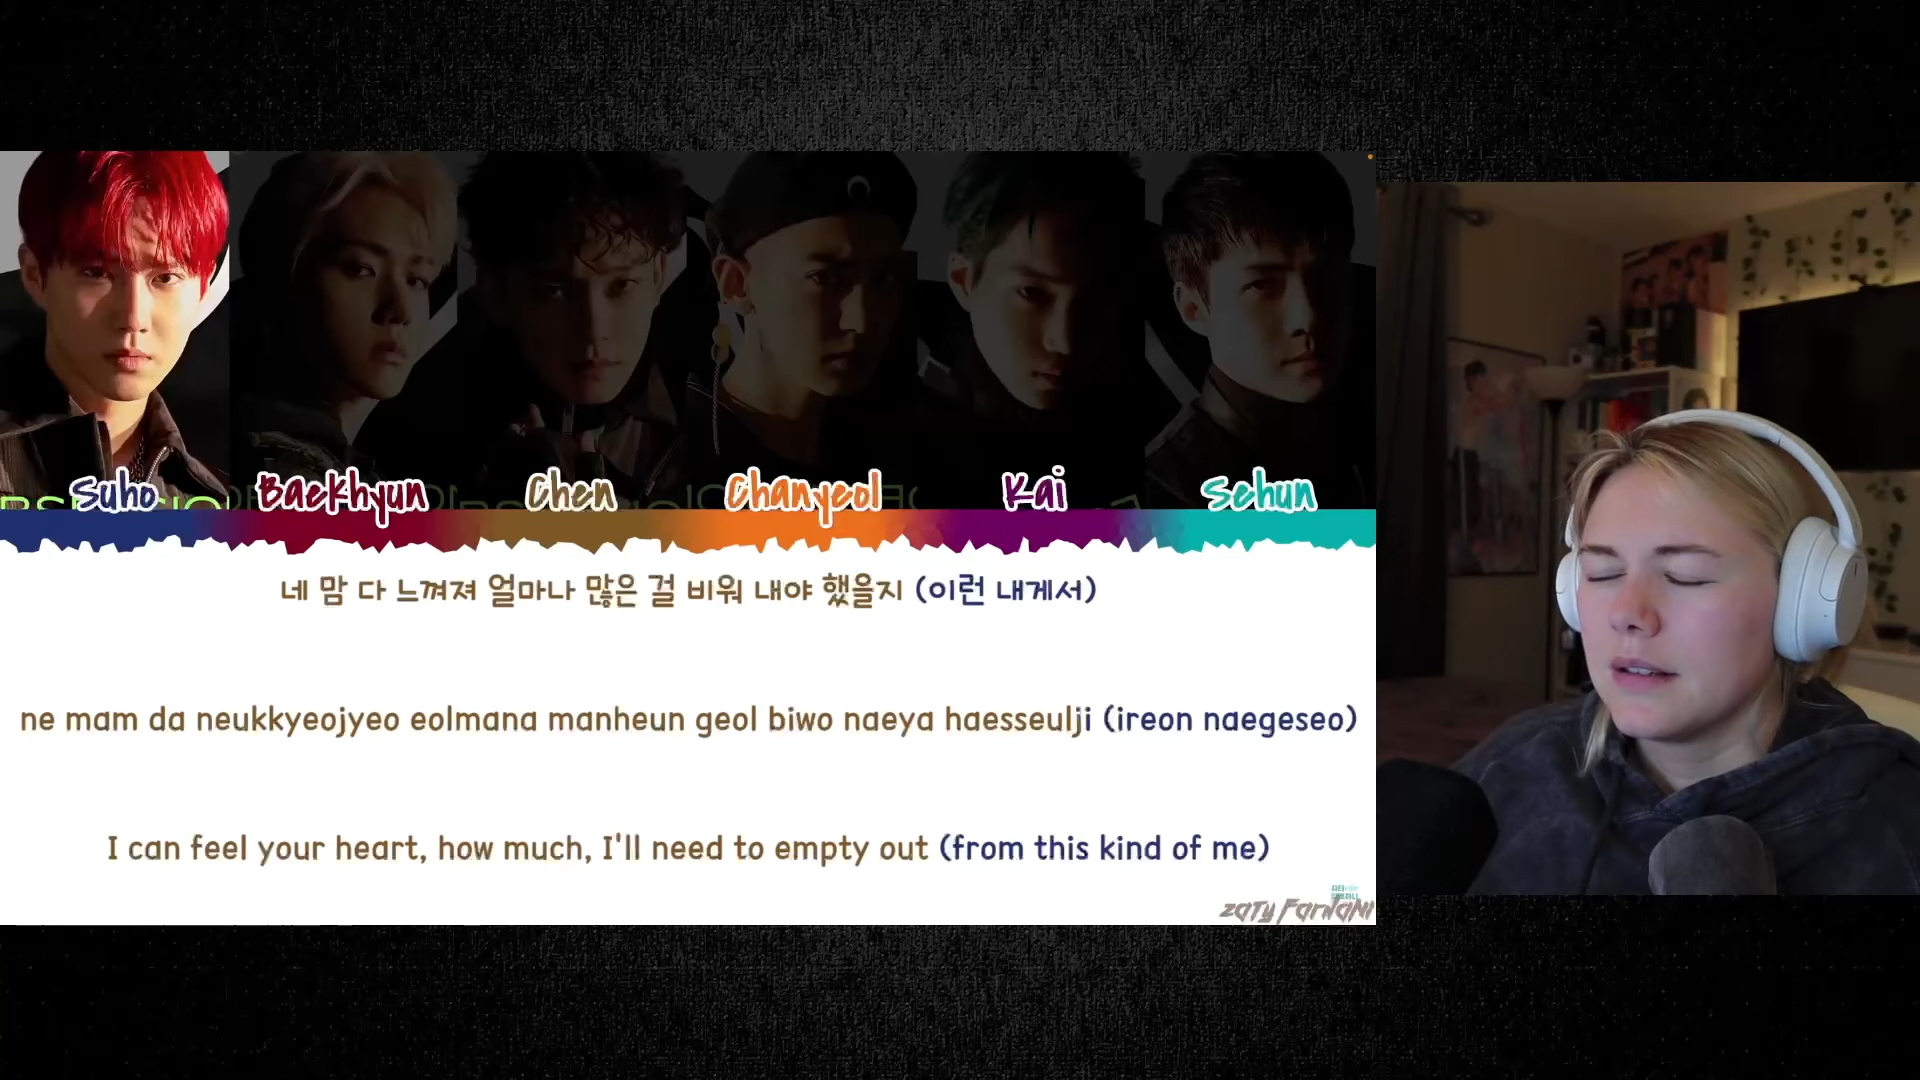 Suho
Baekhyun
Chen
Chanyeol
Kai
Sehun
네 맘 다 느껴져 얼마나 많은 걸 비워 내야 했을지 (이런 내게서)
ne mam da neukkyeojyeo eolmana manheun geol biwo naeya haesseulji (ireon naegeseo)
I can feel your heart, how much, I'll need to empty out (from this kind of me)
zaty Farhani